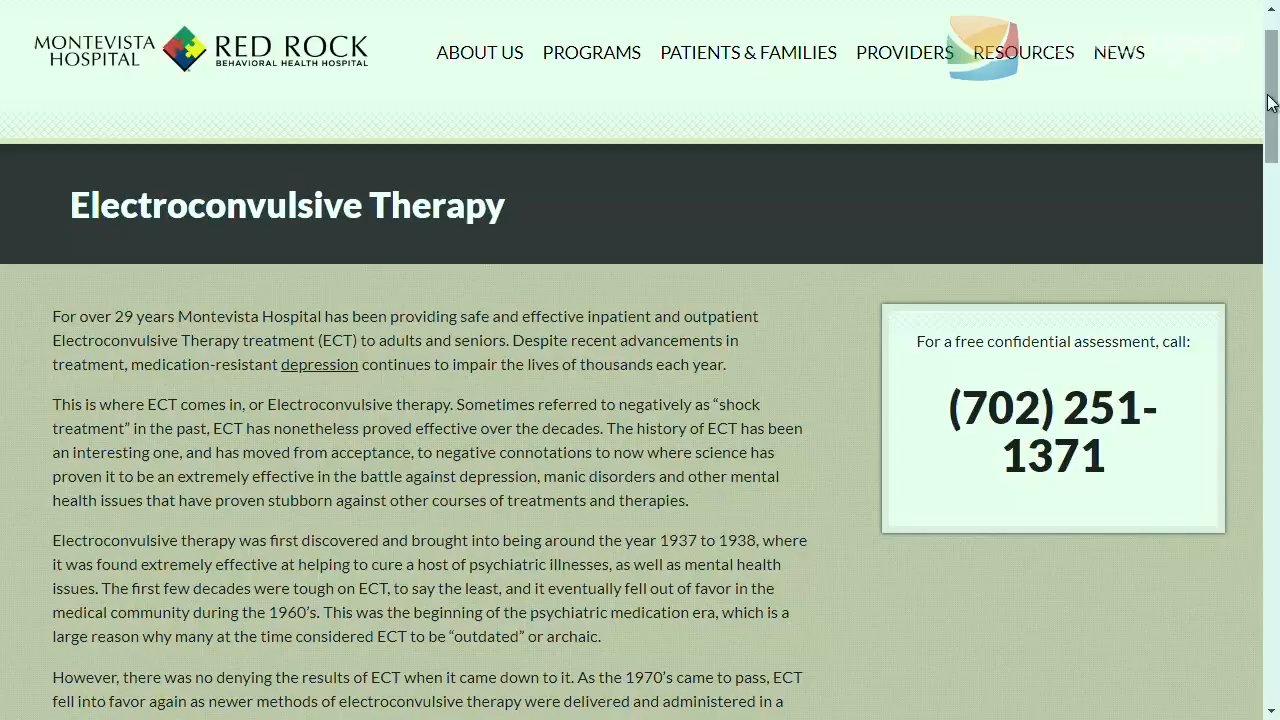 MONTEVISTA
HOSPITAL
RED ROCK
BEHAVIORAL HEALTH HOSPITAL
ABOUT US PROGRAMS PATIENTS & FAMILIES PROVIDERS RESOURCES NEWS
Electroconvulsive Therapy
For over 29 years Montevista Hospital has been providing safe and effective inpatient and outpatient
Electroconvulsive Therapy treatment (ECT) to adults and seniors. Despite recent advancements in
treatment, medication-resistant depression continues to impair the lives of thousands each year.
This is where ECT comes in, or Electroconvulsive therapy. Sometimes referred to negatively as “shock
treatment” in the past, ECT has nonetheless proved effective over the decades. The history of ECT has been
an interesting one, and has moved from acceptance, to negative connotations to now where science has
proven it to be an extremely effective in the battle against depression, manic disorders and other mental
health issues that have proven stubborn against other courses of treatments and therapies.
Electroconvulsive therapy was first discovered and brought into being around the year 1937 to 1938, where
it was found extremely effective at helping to cure a host of psychiatric illnesses, as well as mental health
issues. The first few decades were tough on ECT, to say the least, and it eventually fell out of favor in the
medical community during the 1960’s. This was the beginning of the psychiatric medication era, which is a
large reason why many at the time considered ECT to be “outdated” or archaic.
However, there was no denying the results of ECT when it came down to it. As the 1970’s came to pass, ECT
fell into favor again as newer methods of electroconvulsive therapy were delivered and administered in a
For a free confidential assessment, call:
(702) 251-
1371